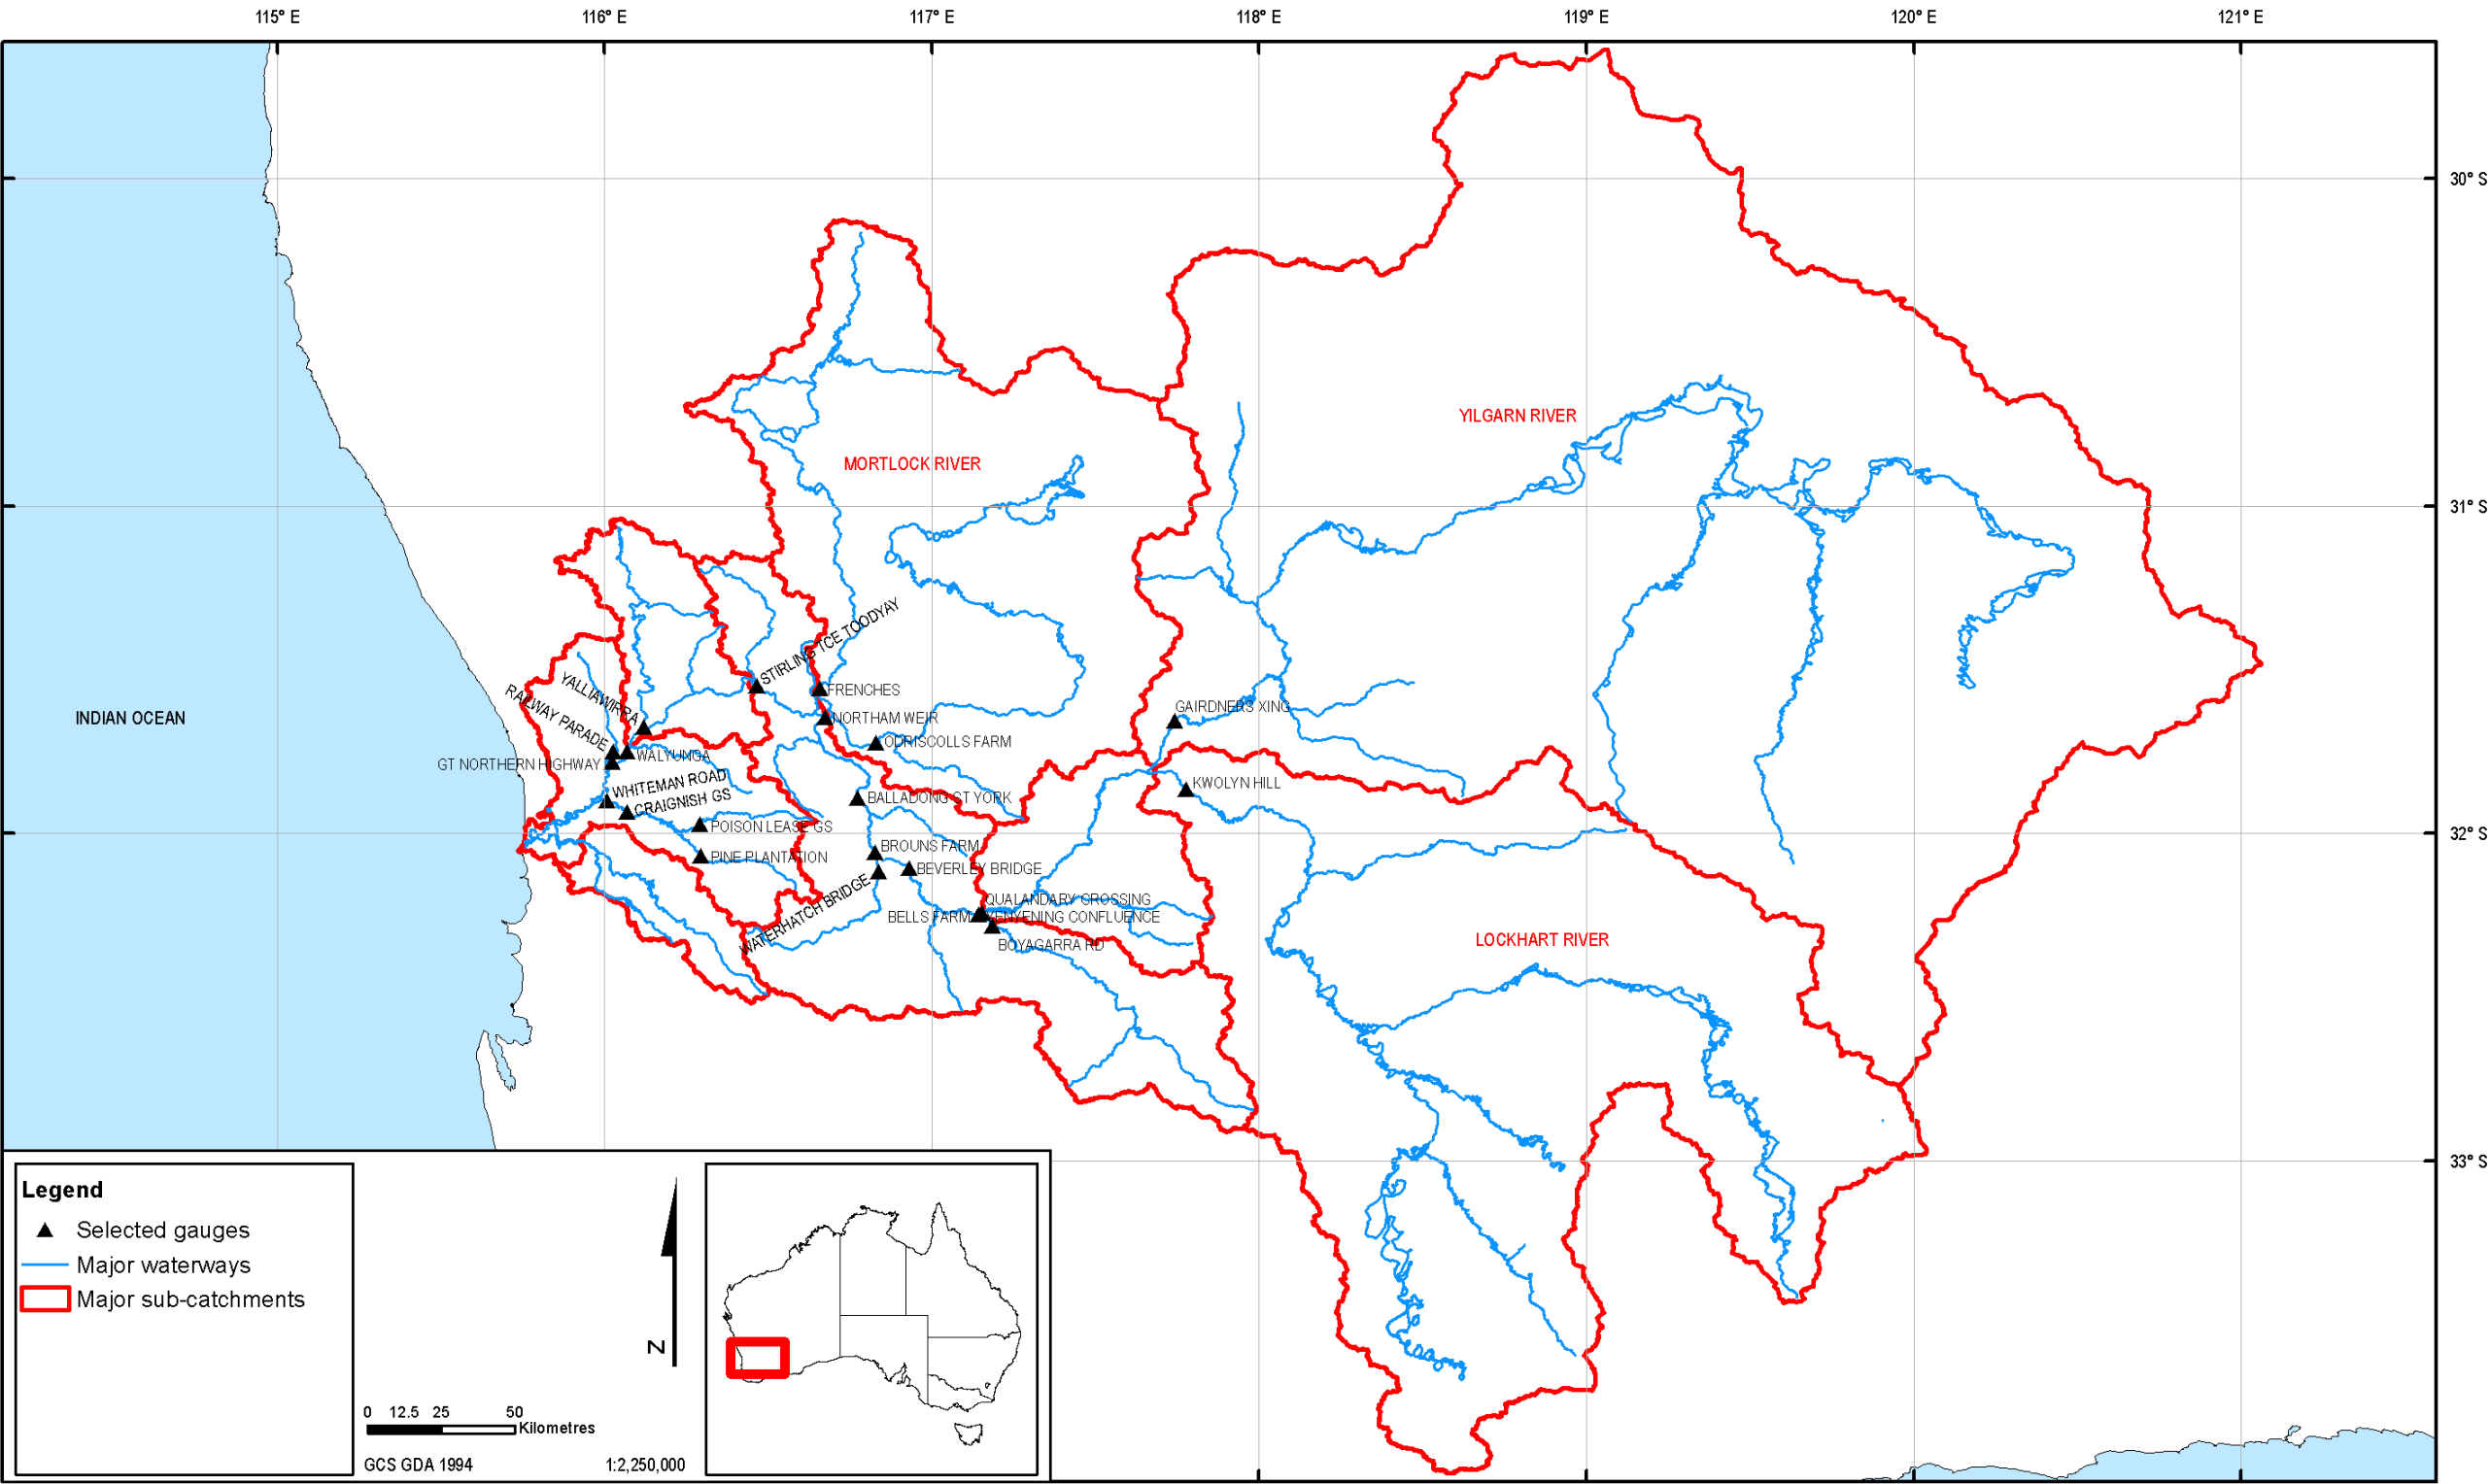 115° E
116° E
117° E
118° E
119° E
120° E
121° E
30° S
YILGARN RIVER
MORTLOCK RIVER
31° S
STIRLING TCE TOODYAY
YALLIAWIRRA
RAILWAY PARADE
FRENCHES
GAIRDNERS XING
INDIAN OCEAN
NORTHAM WEIR
ODRISCOLLS FARM
WALYUNGA
GT NORTHERN HIGHWAY
WHITEMAN ROAD
KWOLYN HILL
CRAIGNISH GS
BALLADONG ST YORK
POISON LEASE GS
32° S
BROUNS FARM
PINE PLANTATION
BEVERLEY BRIDGE
WATERHATCH BRIDGE
QUALANDARY CROSSING
BELLS FARM
YENYENING CONFLUENCE
BOYAGARRA RD
LOCKHART RIVER
33° S
Legend
Selected gauges
Major waterways
Major sub-catchments
N
0 12.5 25 50
Kilometres
GCS GDA 1994
1:2,250,000